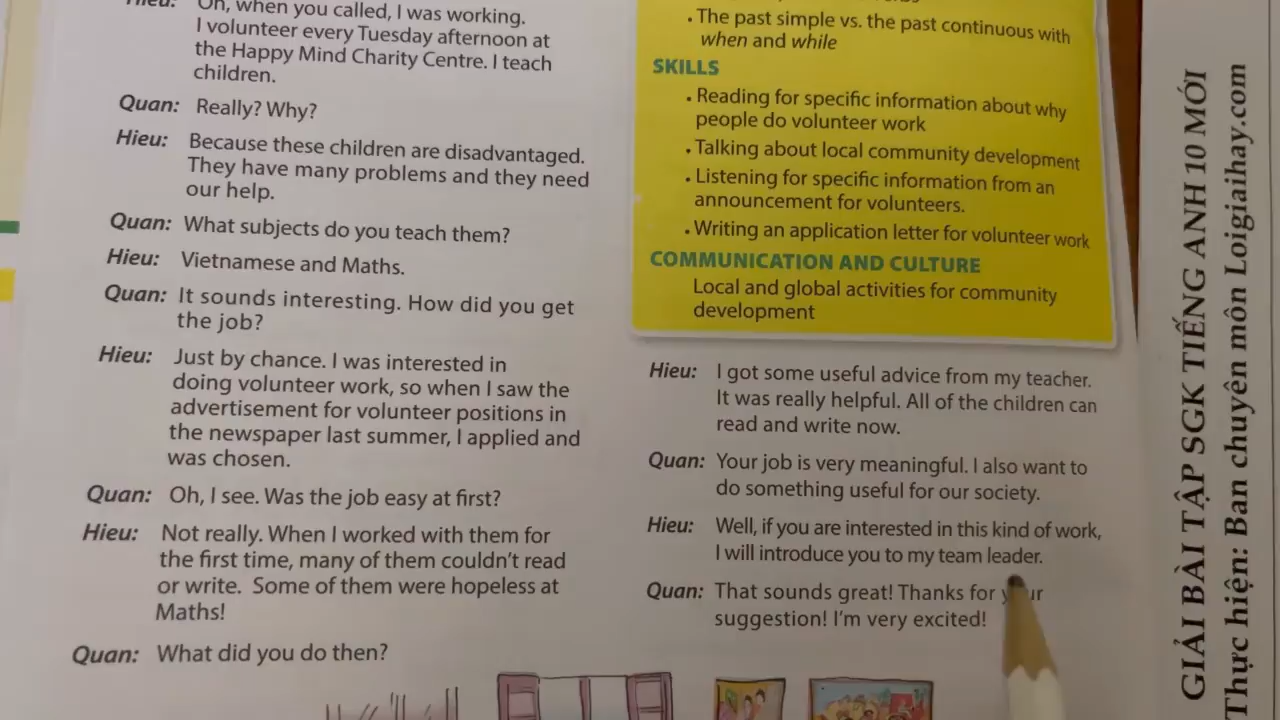 Hieu: Oh, when you called, I was working.
I volunteer every Tuesday afternoon at
the Happy Mind Charity Centre. I teach
children.
Quan: Really? Why?
Hieu: Because these children are disadvantaged.
They have many problems and they need
our help.
Quan: What subjects do you teach them?
Hieu: Vietnamese and Maths.
Quan: It sounds interesting. How did you get
the job?
Hieu: Just by chance. I was interested in
doing volunteer work, so when I saw the
advertisement for volunteer positions in
the newspaper last summer, I applied and
was chosen.
Quan: Oh, I see. Was the job easy at first?
Hieu: Not really. When I worked with them for
the first time, many of them couldn't read
or write. Some of them were hopeless at
Maths!
Quan: What did you do then?
• The past simple vs. the past continuous with
when and while
SKILLS
• Reading for specific information about why
people do volunteer work
• Talking about local community development
• Listening for specific information from an
announcement for volunteers.
• Writing an application letter for volunteer work
COMMUNICATION AND CULTURE
Local and global activities for community
development
Hieu: I got some useful advice from my teacher.
It was really helpful. All of the children can
read and write now.
Quan: Your job is very meaningful. I also want to
do something useful for our society.
Hieu: Well, if you are interested in this kind of work,
I will introduce you to my team leader.
Quan: That sounds great! Thanks for
suggestion! I'm very excited!
GIẢI BÀI TẬP SGK TIẾNG ANH 10 MỚI
Thực hiện: Ban chuyên môn Loigiaihay.com